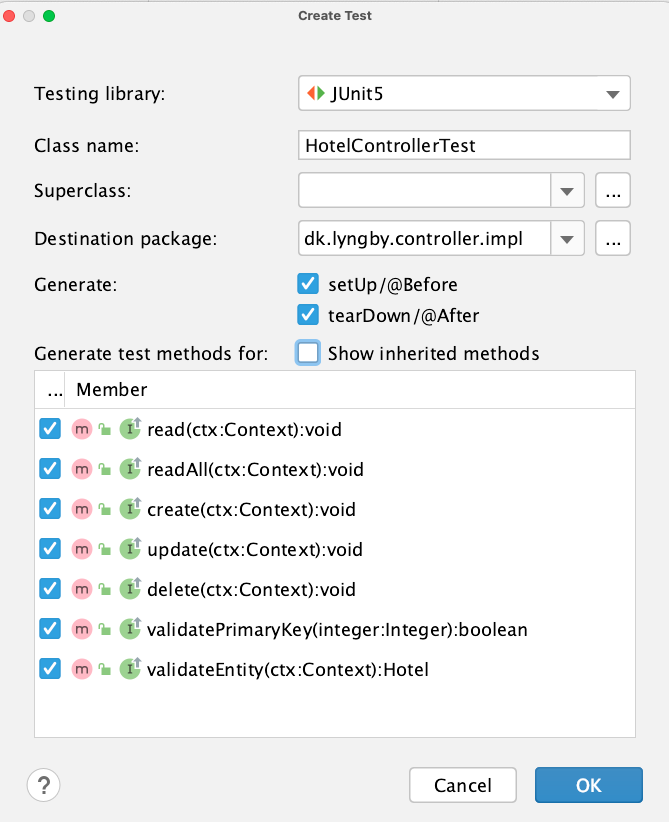 Create Test
Testing library: JUnit5
Class name: HotelControllerTest
Superclass: ...
Destination package: dk.lyngby.controller.impl ...
Generate: setUp/@Before
tearDown/@After
Generate test methods for: Show inherited methods
... Member
m I read(ctx:Context):void
m I readAll(ctx:Context):void
m I create(ctx:Context):void
m I update(ctx:Context):void
m I delete(ctx:Context):void
m I validatePrimaryKey(integer:Integer):boolean
m I validateEntity(ctx:Context):Hotel
? Cancel OK